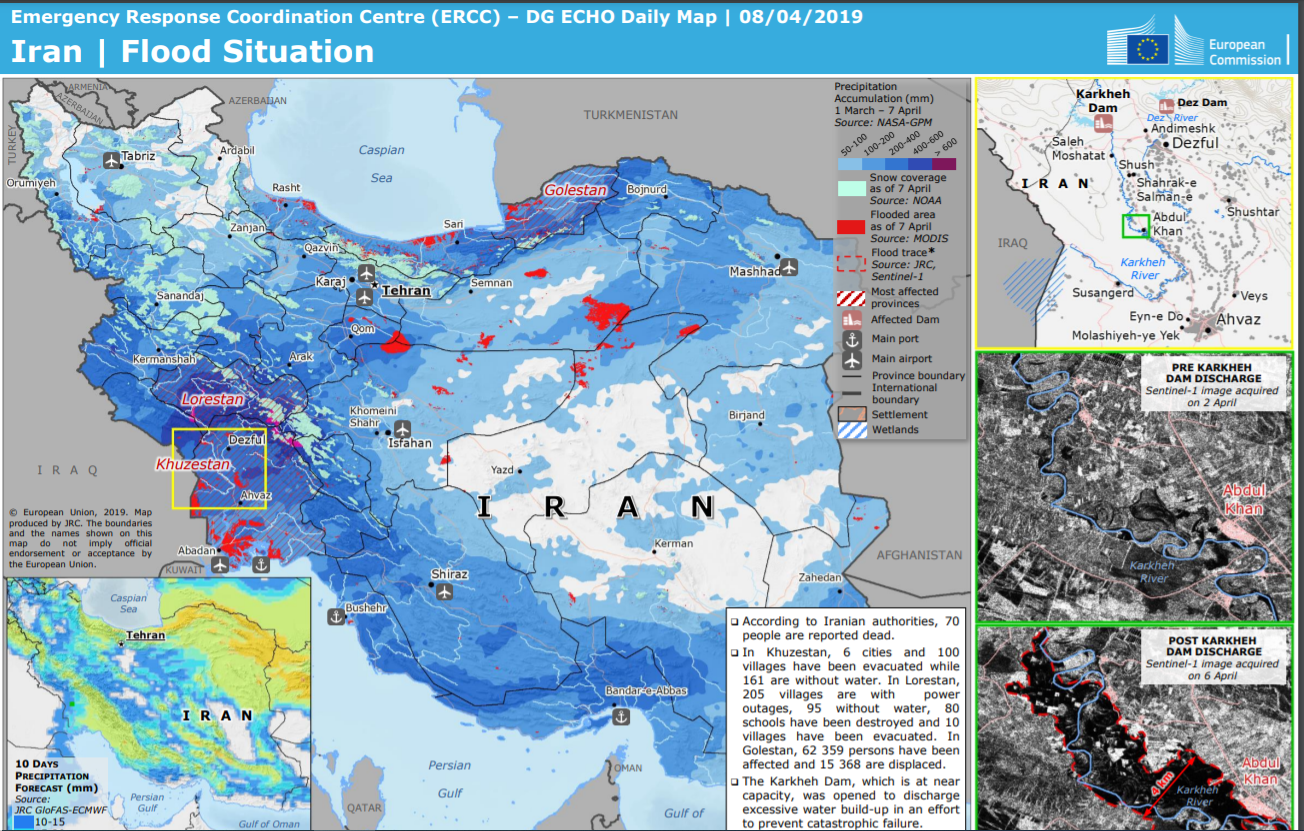 Emergency Response Coordination Centre (ERCC) – DG ECHO Daily Map | 08/04/2019
Iran | Flood Situation
European
Commission
ARMENIA
AZERBAIJAN
AZERBAIJAN
TURKEY
TURKMENISTAN
Caspian
Sea
Tabriz
Ardabil
Orumiyeh
Rasht
Golestan
Bojnurd
Zanjan
Sari
Qazvin
Mashhad
Karaj
Tehran
Semnan
Sanandaj
Qom
Kermanshah
Arak
Lorestan
Khomeini
Shahr
Isfahan
Birjand
Dezful
Khuzestan
IRAQ
Yazd
Ahvaz
IRAN
Abadan
Kerman
KUWAIT
AFGHANISTAN
Shiraz
Zahedan
Bushehr
Bandar-e-Abbas
Persian
Gulf
OMAN
QATAR
Gulf of
© European Union, 2019. Map
produced by JRC. The boundaries
and the names shown on this
map do not imply official
endorsement or acceptance by
the European Union.
Precipitation
Accumulation (mm)
1 March – 7 April
Source: NASA-GPM
50-100
100-200
200-400
400-600
> 600
Snow coverage
as of 7 April
Source: NOAA
Flooded area
as of 7 April
Source: MODIS
Flood trace*
Source: JRC,
Sentinel-1
Most affected
provinces
Affected Dam
Main port
Main airport
Province boundary
International
boundary
Settlement
Wetlands
Caspian
Sea
Tehran
IRAN
10 DAYS
PRECIPITATION
FORECAST (mm)
Source:
JRC GloFAS-ECMWF
10-15
Persian
Gulf
Gulf of Oman
❑ According to Iranian authorities, 70
people are reported dead.
❑ In Khuzestan, 6 cities and 100
villages have been evacuated while
161 are without water. In Lorestan,
205 villages are with power
outages, 95 without water, 80
schools have been destroyed and 10
villages have been evacuated. In
Golestan, 62 359 persons have been
affected and 15 368 are displaced.
❑ The Karkheh Dam, which is at near
capacity, was opened to discharge
excessive water build-up in an effort
to prevent catastrophic failure.
Karkheh
Dam
Dez Dam
Dez River
Andimeshk
Saleh
Moshatat
Dezful
Shush
IRAN
Shahrak-e
Salman-e
Shushtar
Abdul
Khan
IRAQ
Karkheh
River
Susangerd
Veys
Eyn-e Do
Ahvaz
Molashiyeh-ye Yek
PRE KARKHEH
DAM DISCHARGE
Sentinel-1 image acquired
on 2 April
Abdul
Khan
Karkheh
River
POST KARKHEH
DAM DISCHARGE
Sentinel-1 image acquired
on 6 April
Abdul
Khan
4 km
Karkheh
River